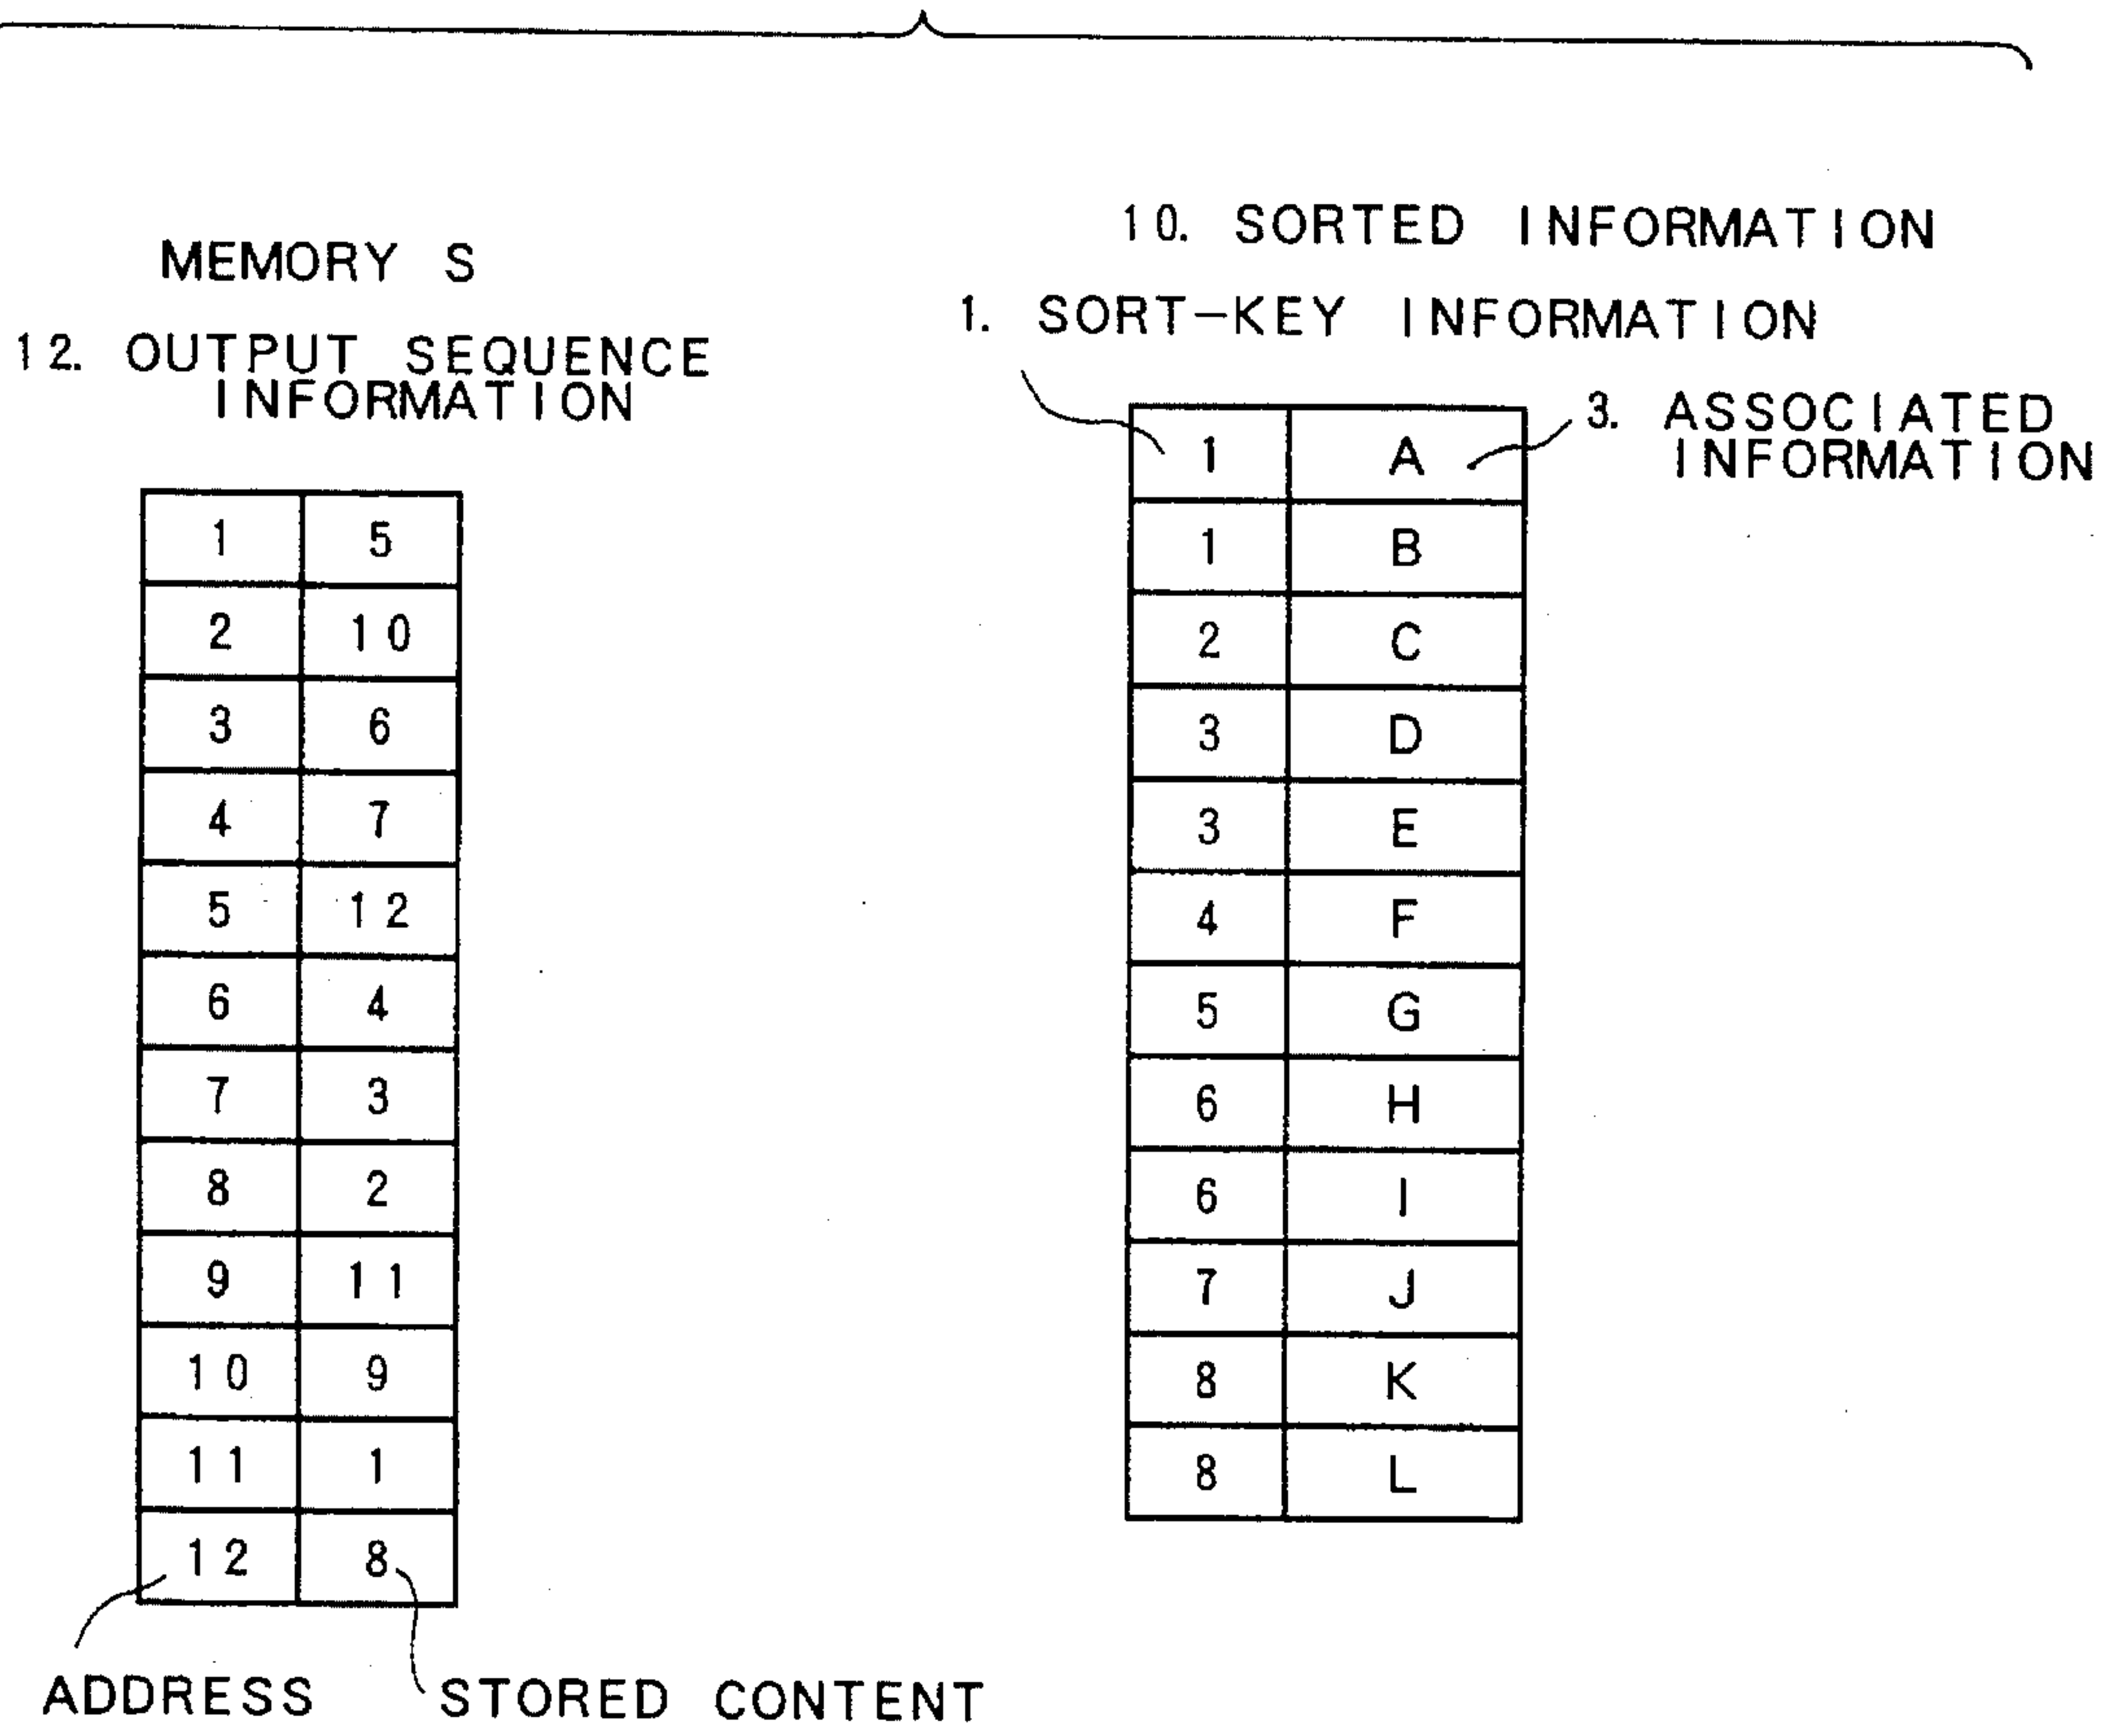 MEMORY S
12. OUTPUT SEQUENCE
INFORMATION
1 5
2 10
3 6
4 7
5 12
6 4
7 3
8 2
9 11
10 9
11 1
12 8
ADDRESS
STORED CONTENT
10. SORTED INFORMATION
1. SORT-KEY INFORMATION
3. ASSOCIATED
INFORMATION
1 A
1 B
2 C
3 D
3 E
4 F
5 G
6 H
6 I
7 J
8 K
8 L